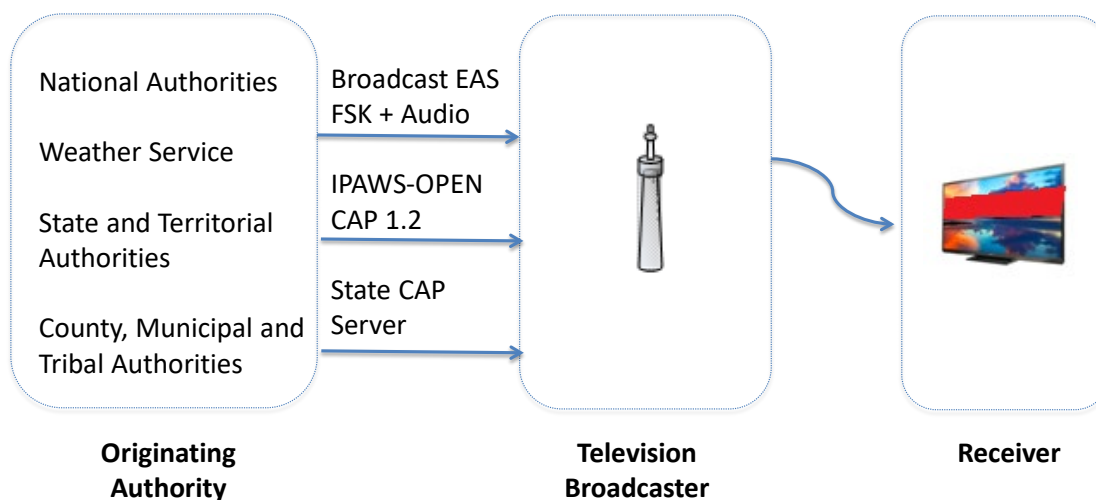 National Authorities
Weather Service
State and Territorial
Authorities
County, Municipal and
Tribal Authorities
Broadcast EAS
FSK + Audio
IPAWS-OPEN
CAP 1.2
State CAP
Server
Originating
Authority
Television
Broadcaster
Receiver